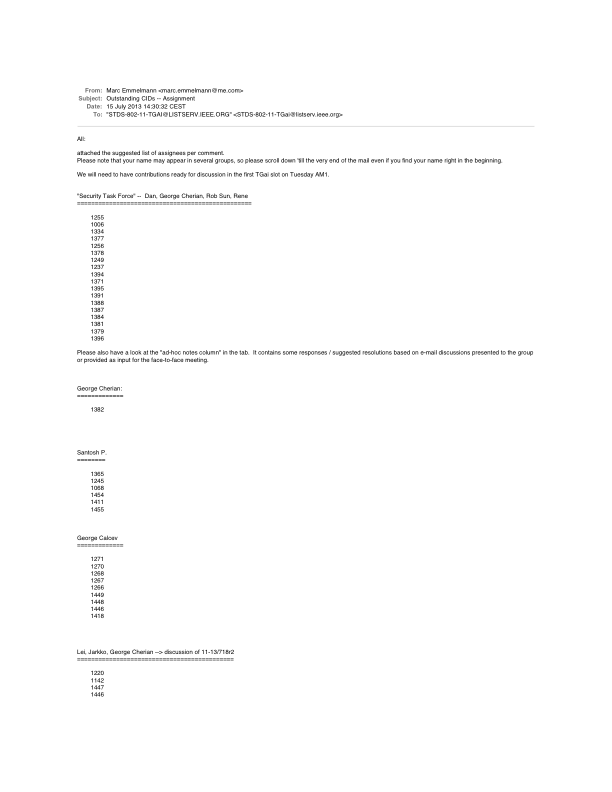 From: Marc Emmelmann <marc.emmelmann@me.com>
Subject: Outstanding CIDs -- Assignment
Date: 15 July 2013 14:30:32 CEST
To: "STDS-802-11-TGAI@LISTSERV.IEEE.ORG" <STDS-802-11-TGai@listserv.ieee.org>
All:
attached the suggested list of assignees per comment.
Please note that your name may appear in several groups, so please scroll down 'till the very end of the mail even if you find your name right in the beginning.
We will need to have contributions ready for discussion in the first TGai slot on Tuesday AM1.
"Security Task Force" -- Dan, George Cherian, Rob Sun, Rene
=================================================
1255
1006
1334
1377
1256
1378
1249
1237
1394
1371
1395
1391
1388
1387
1384
1381
1379
1396
Please also have a look at the "ad-hoc notes column" in the tab. It contains some responses / suggested resolutions based on e-mail discussions presented to the group
or provided as input for the face-to-face meeting.
George Cherian:
=============
1382
Santosh P.
========
1365
1245
1068
1454
1411
1455
George Calcev
=============
1271
1270
1268
1267
1266
1449
1448
1446
1416
Lei, Jarkko, George Cherian --> discussion of 11-13/718r2
============================================
1220
1142
1447
1446